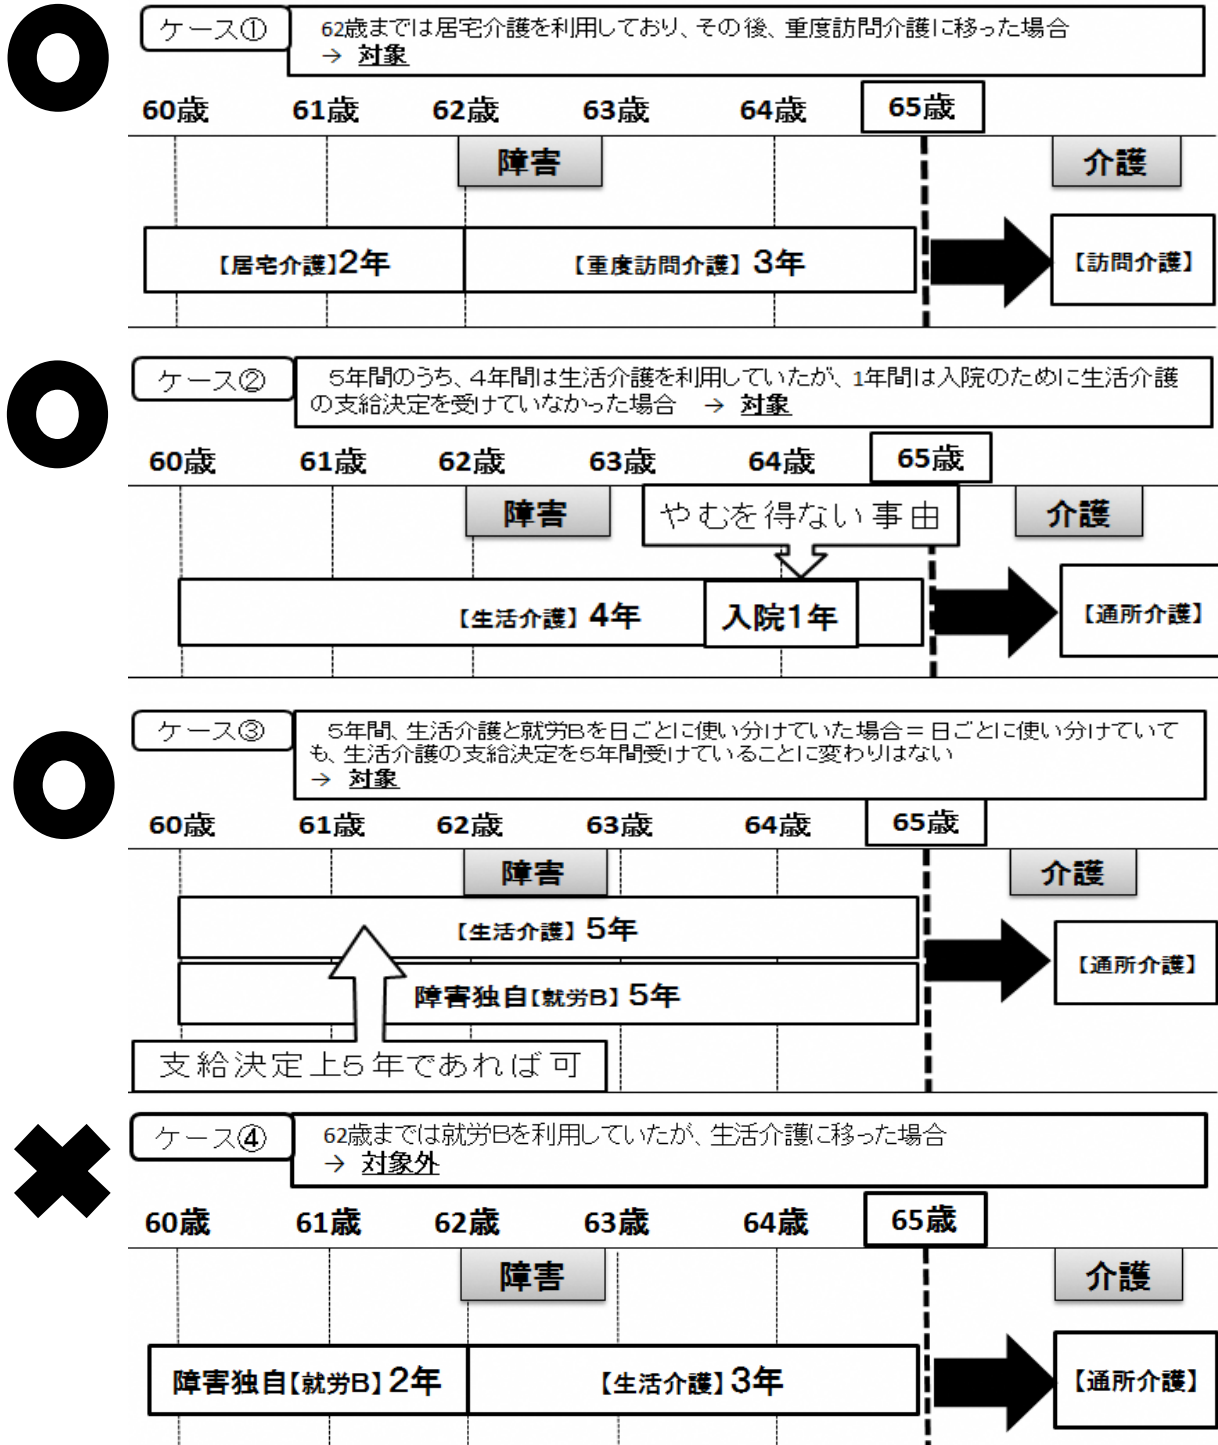 ケース①
62歳までは居宅介護を利用しており、その後、重度訪問介護に移った場合
→ 対象
60歳 61歳 62歳 63歳 64歳 65歳
障害 介護
【居宅介護】2年 【重度訪問介護】3年 【訪問介護】
ケース②
5年間のうち、4年間は生活介護を利用していたが、1年間は入院のために生活介護
の支給決定を受けていなかった場合 → 対象
60歳 61歳 62歳 63歳 64歳 65歳
障害 やむを得ない事由 介護
【生活介護】4年 入院1年 【通所介護】
ケース③
5年間、生活介護と就労Bを日ごとに使い分けていた場合＝日ごとに使い分けていて
も、生活介護の支給決定を5年間受けていることに変わりはない
→ 対象
60歳 61歳 62歳 63歳 64歳 65歳
障害 介護
【生活介護】5年
【通所介護】
障害独自【就労B】5年
支給決定上5年であれば可
ケース④
62歳までは就労Bを利用していたが、生活介護に移った場合
→ 対象外
60歳 61歳 62歳 63歳 64歳 65歳
障害 介護
障害独自【就労B】2年 【生活介護】3年 【通所介護】